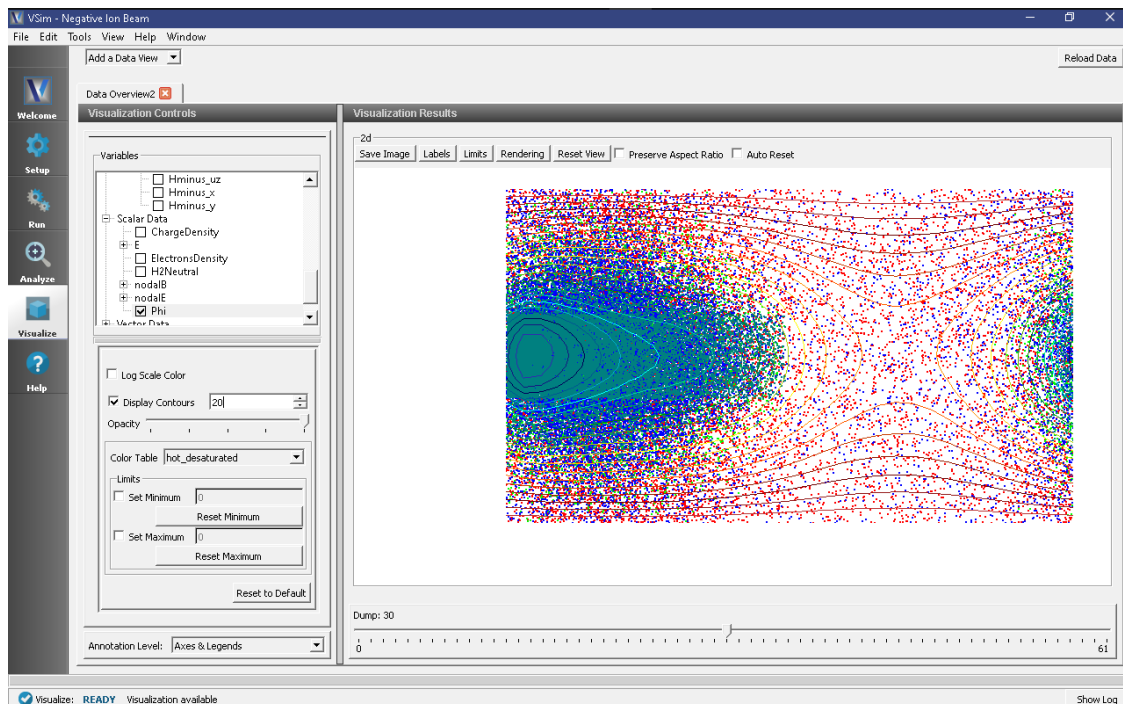 VSim - Negative Ion Beam
File Edit Tools View Help Window
Add a Data View
Reload Data
Data Overview2
Welcome
Setup
Run
Analyze
Visualize
Help
Visualization Controls
Variables
Hminus_uz
Hminus_x
Hminus_y
Scalar Data
ChargeDensity
E
ElectronsDensity
H2Neutral
nodalB
nodalE
Phi
Vector Data
Log Scale Color
Display Contours 20
Opacity
Color Table hot_desaturated
Limits
Set Minimum 0
Reset Minimum
Set Maximum 0
Reset Maximum
Reset to Default
Annotation Level: Axes & Legends
Visualization Results
2d
Save Image Labels Limits Rendering Reset View Preserve Aspect Ratio Auto Reset
Dump: 30
0 61
Visualize: READY Visualization available
Show Log